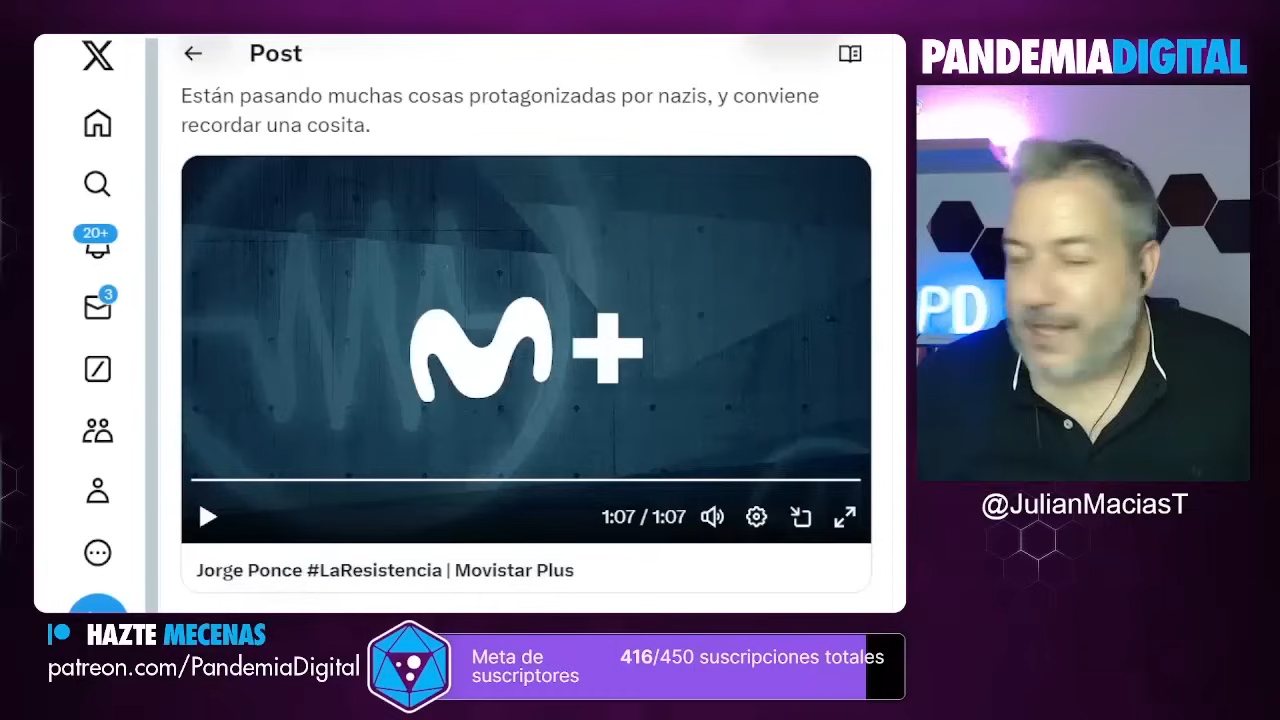 Post
Están pasando muchas cosas protagonizadas por nazis, y conviene
recordar una cosita.
20+
3
M+
1:07 / 1:07
Jorge Ponce #LaResistencia | Movistar Plus
PANDEMIADIGITAL
PD
@JulianMaciasT
HAZTE MECENAS
patreon.com/PandemiaDigital
Meta de
suscriptores
416/450 suscripciones totales